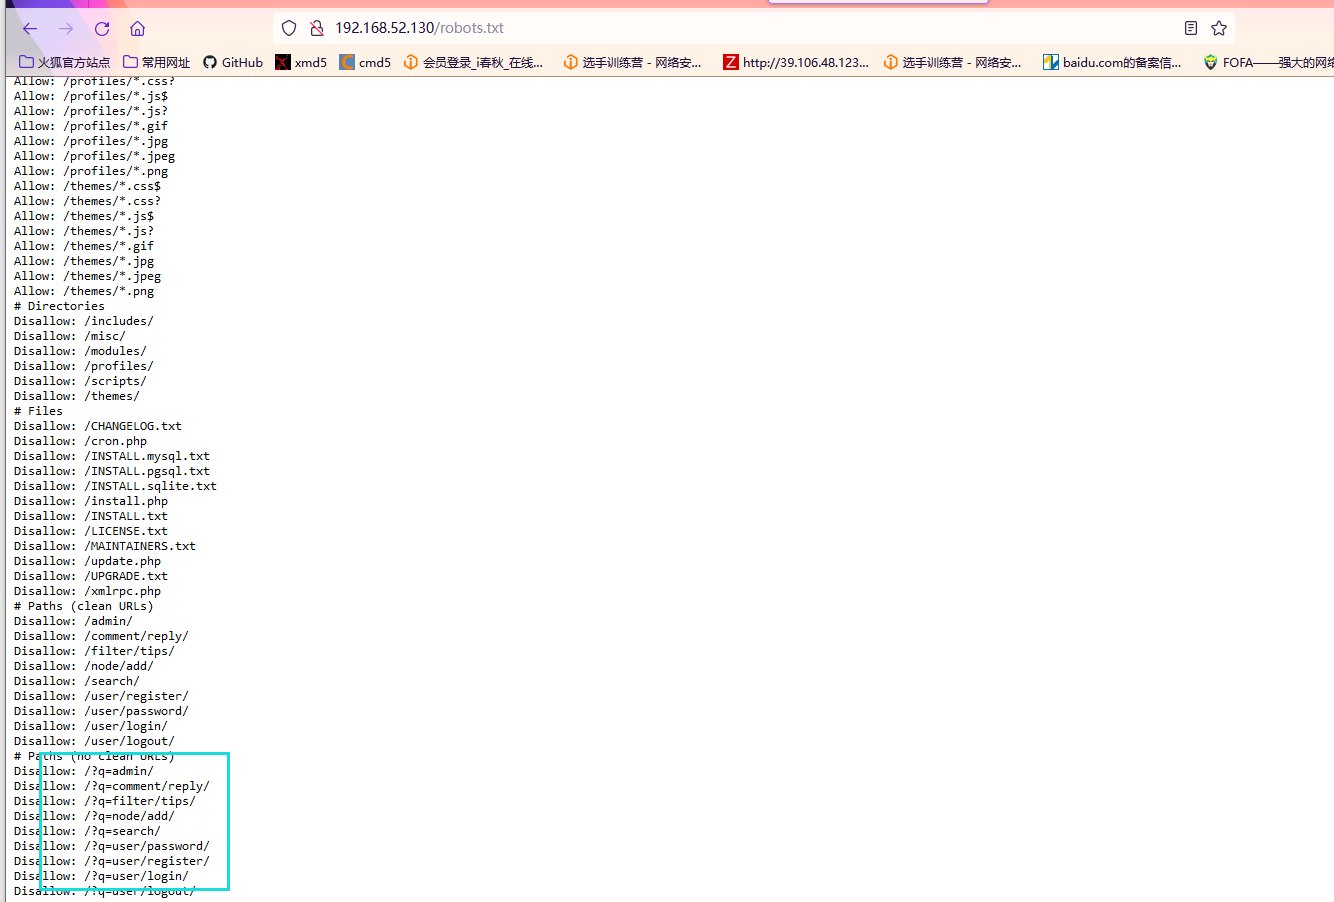 192.168.52.130/robots.txt
火狐官方站点 常用网址 GitHub xmd5 cmd5 会员登录_i春秋_在线... 选手训练营 - 网络安... http://39.106.48.123... 选手训练营 - 网络安... baidu.com的备案信... FOFA——强大的网络
Allow: /profiles/*.css?
Allow: /profiles/*.js$
Allow: /profiles/*.js?
Allow: /profiles/*.gif
Allow: /profiles/*.jpg
Allow: /profiles/*.jpeg
Allow: /profiles/*.png
Allow: /themes/*.css$
Allow: /themes/*.css?
Allow: /themes/*.js$
Allow: /themes/*.js?
Allow: /themes/*.gif
Allow: /themes/*.jpg
Allow: /themes/*.jpeg
Allow: /themes/*.png
# Directories
Disallow: /includes/
Disallow: /misc/
Disallow: /modules/
Disallow: /profiles/
Disallow: /scripts/
Disallow: /themes/
# Files
Disallow: /CHANGELOG.txt
Disallow: /cron.php
Disallow: /INSTALL.mysql.txt
Disallow: /INSTALL.pgsql.txt
Disallow: /INSTALL.sqlite.txt
Disallow: /install.php
Disallow: /INSTALL.txt
Disallow: /LICENSE.txt
Disallow: /MAINTAINERS.txt
Disallow: /update.php
Disallow: /UPGRADE.txt
Disallow: /xmlrpc.php
# Paths (clean URLs)
Disallow: /admin/
Disallow: /comment/reply/
Disallow: /filter/tips/
Disallow: /node/add/
Disallow: /search/
Disallow: /user/register/
Disallow: /user/password/
Disallow: /user/login/
Disallow: /user/logout/
# Paths (no clean URLs)
Disallow: /?q=admin/
Disallow: /?q=comment/reply/
Disallow: /?q=filter/tips/
Disallow: /?q=node/add/
Disallow: /?q=search/
Disallow: /?q=user/password/
Disallow: /?q=user/register/
Disallow: /?q=user/login/
Disallow: /?q=user/logout/